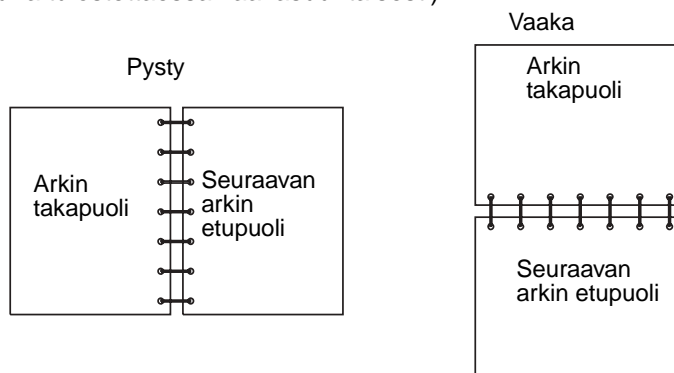 Pysty
Arkin
takapuoli
Seuraavan
arkin
etupuoli
Vaaka
Arkin
takapuoli
Seuraavan
arkin etupuoli